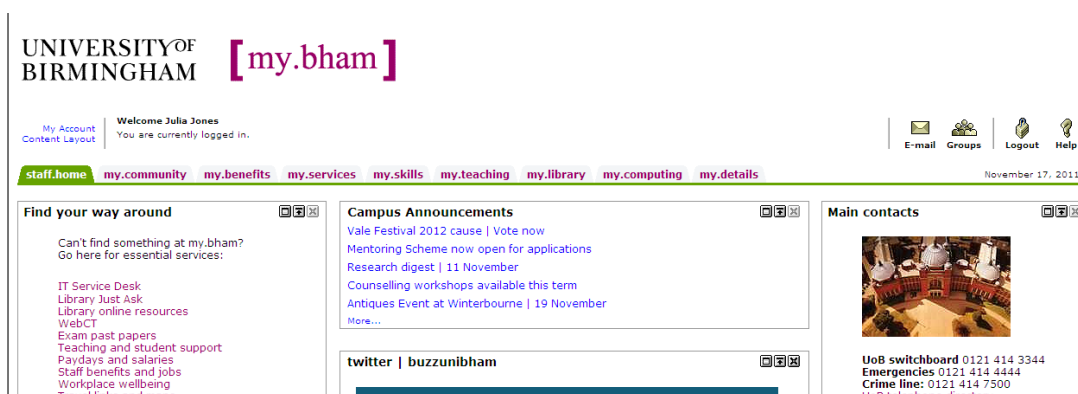 UNIVERSITY OF
BIRMINGHAM
[my.bham]
My Account
Content Layout
Welcome Julia Jones
You are currently logged in.
E-mail
Groups
Logout
Help
staff.home my.community my.benefits my.services my.skills my.teaching my.library my.computing my.details
November 17, 2011
Find your way around
Can't find something at my.bham?
Go here for essential services:
IT Service Desk
Library Just Ask
Library online resources
WebCT
Exam past papers
Teaching and student support
Paydays and salaries
Staff benefits and jobs
Workplace wellbeing
Campus Announcements
Vale Festival 2012 cause | Vote now
Mentoring Scheme now open for applications
Research digest | 11 November
Counselling workshops available this term
Antiques Event at Winterbourne | 19 November
More...
twitter | buzzunibham
Main contacts
UoB switchboard 0121 414 3344
Emergencies 0121 414 4444
Crime line: 0121 414 7500